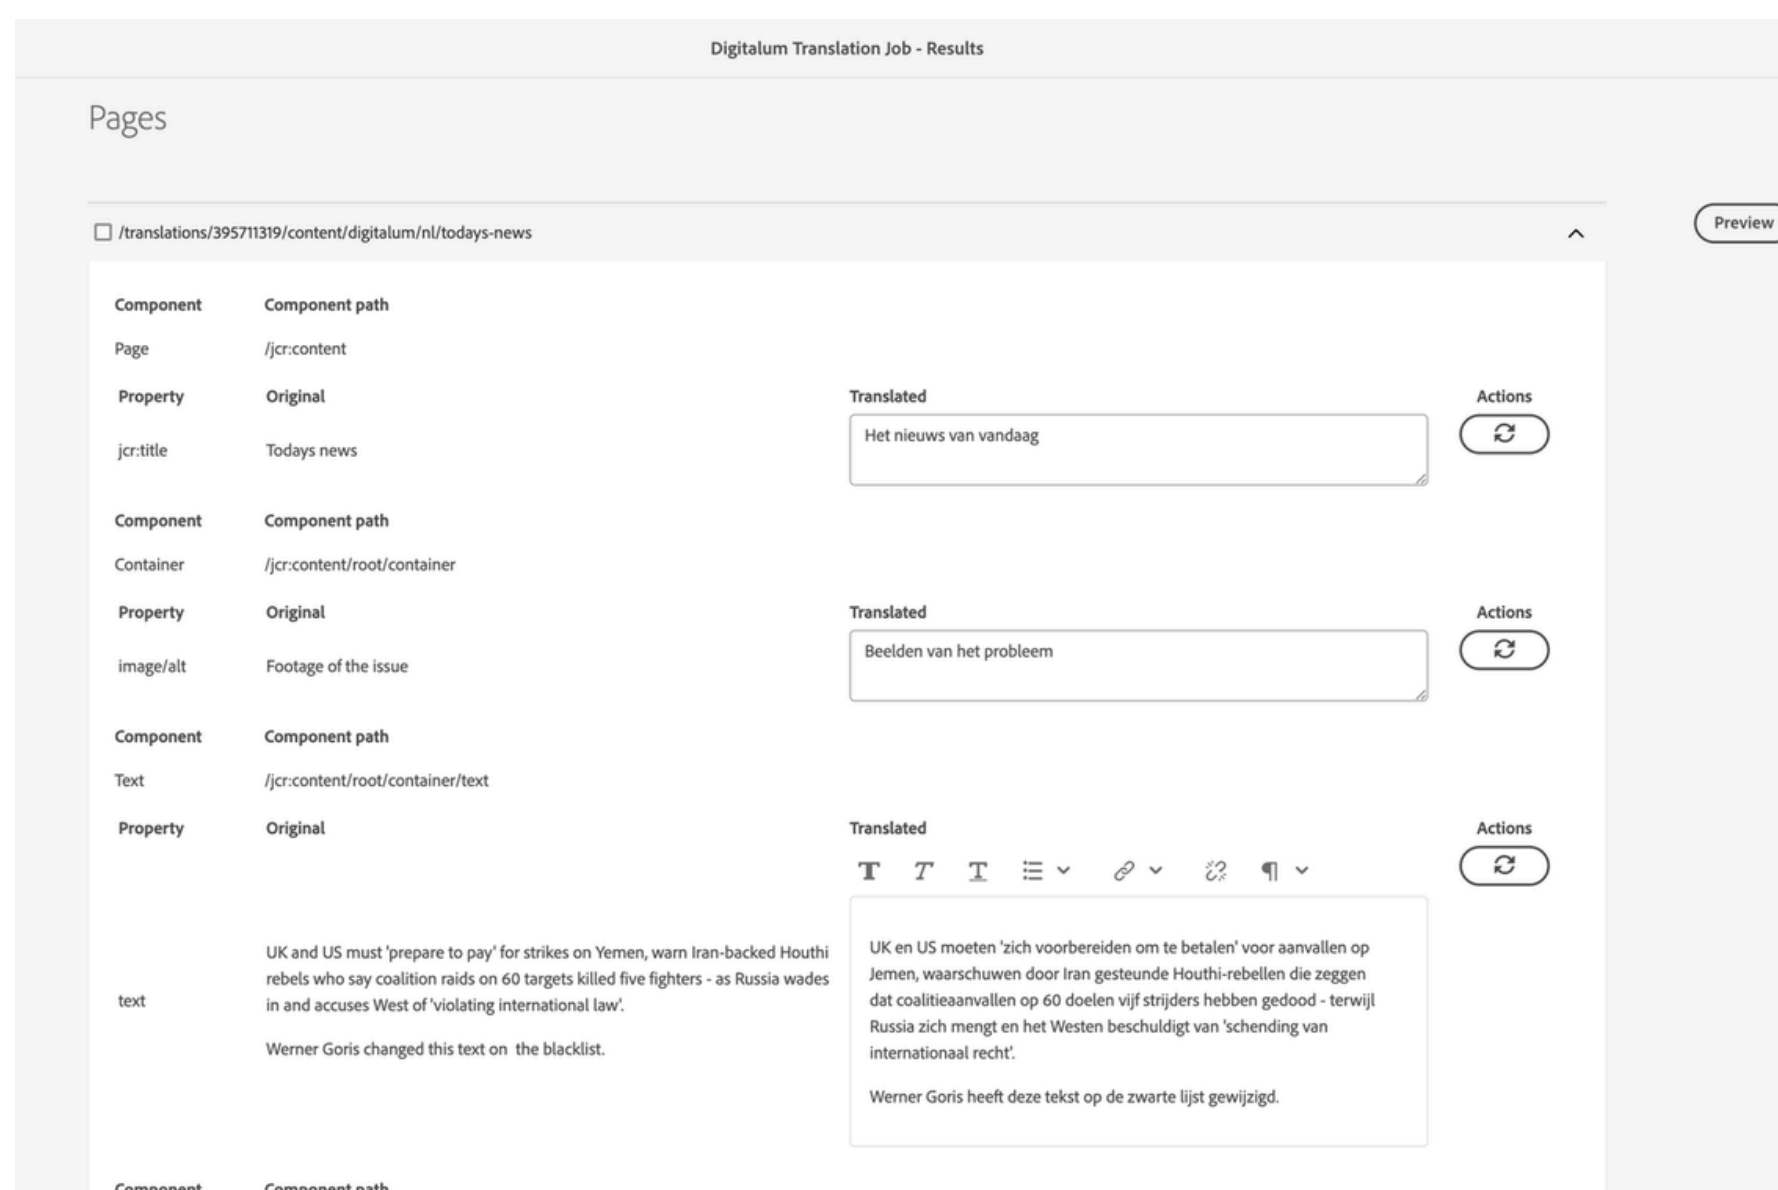 Digitalum Translation Job - Results
Pages
/translations/395711319/content/digitalum/nl/todays-news
Preview
Component Component path
Page /jcr:content
Property Original Translated Actions
jcr:title Todays news Het nieuws van vandaag
Component Component path
Container /jcr:content/root/container
Property Original Translated Actions
image/alt Footage of the issue Beelden van het probleem
Component Component path
Text /jcr:content/root/container/text
Property Original Translated Actions
text
UK and US must 'prepare to pay' for strikes on Yemen, warn Iran-backed Houthi
rebels who say coalition raids on 60 targets killed five fighters - as Russia wades
in and accuses West of 'violating international law'.
Werner Goris changed this text on the blacklist.
UK en US moeten 'zich voorbereiden om te betalen' voor aanvallen op
Jemen, waarschuwen door Iran gesteunde Houthi-rebellen die zeggen
dat coalitieaanvallen op 60 doelen vijf strijders hebben gedood - terwijl
Russia zich mengt en het Westen beschuldigt van 'schending van
internationaal recht'.
Werner Goris heeft deze tekst op de zwarte lijst gewijzigd.
Component Component path